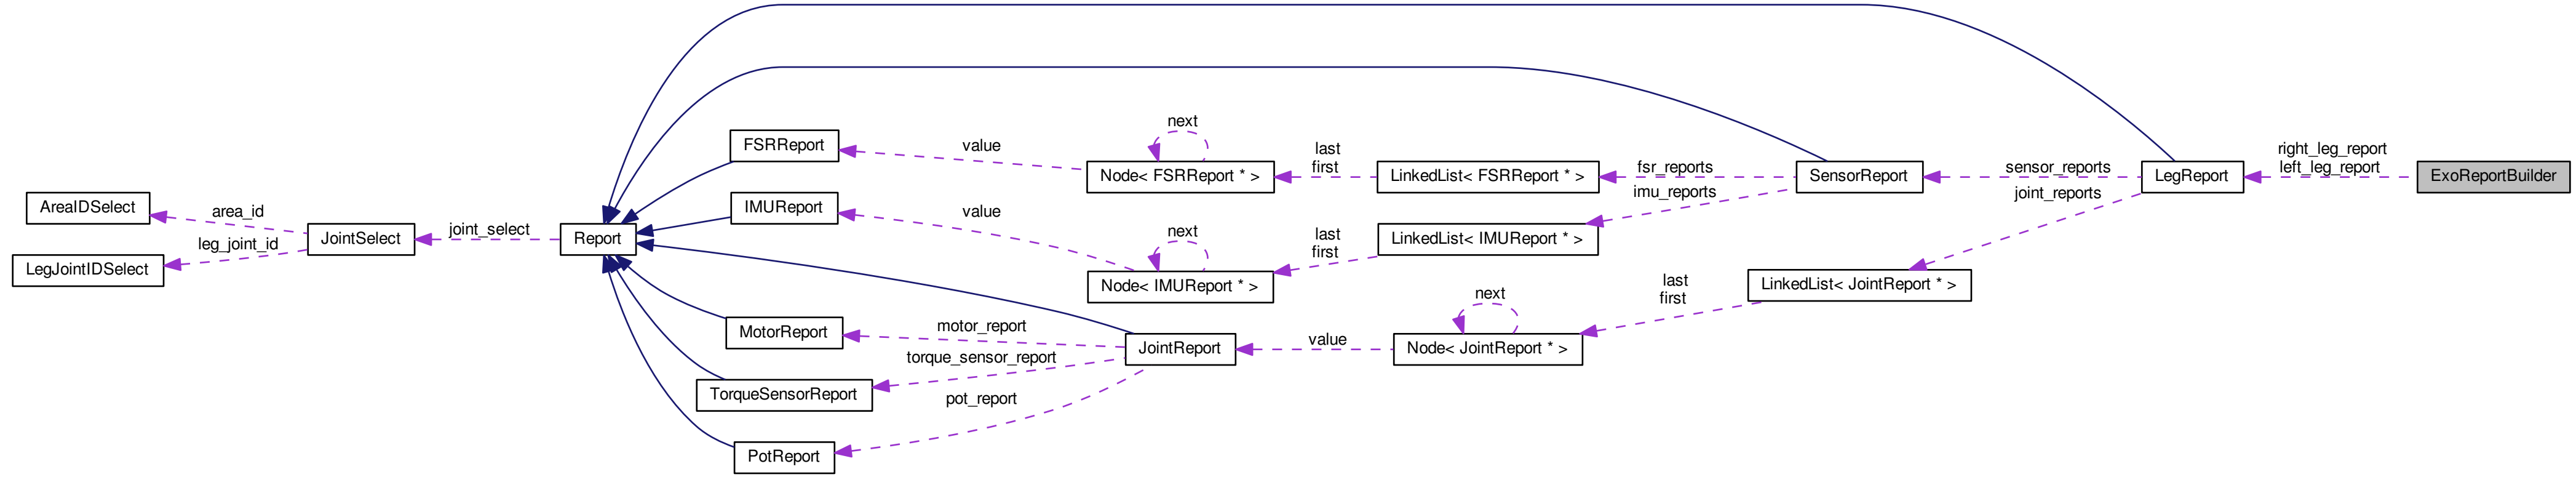 next
right_leg_report
left_leg_report
FSRReport
value
last
first
fsr_reports
sensor_reports
Node< FSRReport * >
LinkedList< FSRReport * >
SensorReport
LegReport
ExoReportBuilder
imu_reports
joint_reports
AreaIDSelect
area_id
IMUReport
value
leg_joint_id
JointSelect
joint_select
Report
next
last
first
LinkedList< IMUReport * >
LegJointIDSelect
Node< IMUReport * >
last
first
LinkedList< JointReport * >
next
MotorReport
motor_report
JointReport
value
Node< JointReport * >
torque_sensor_report
TorqueSensorReport
pot_report
PotReport